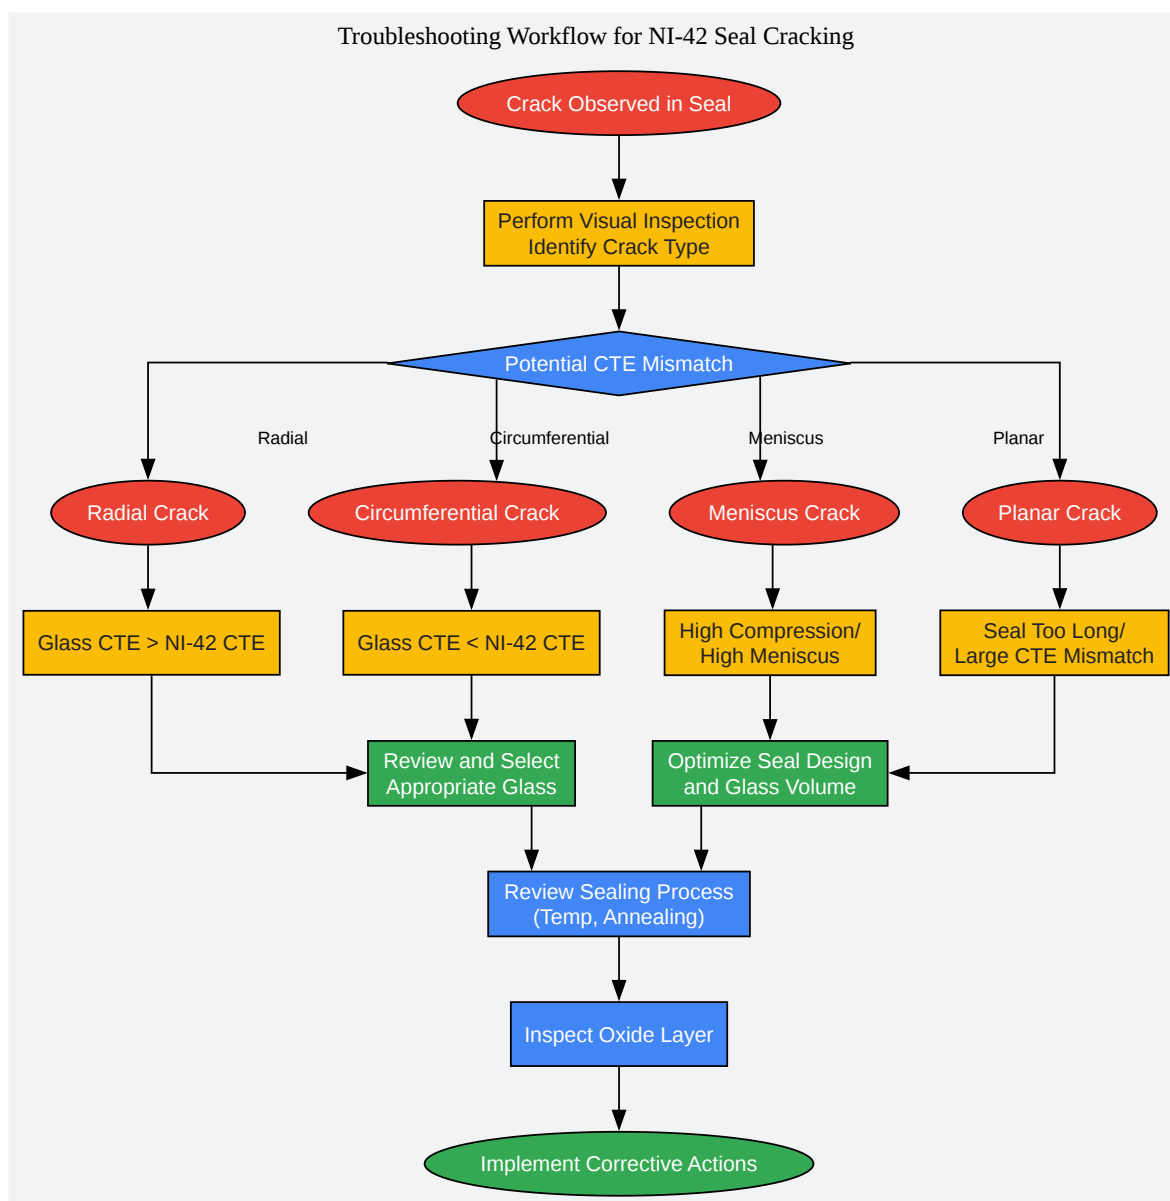 Troubleshooting Workflow for NI-42 Seal Cracking
Crack Observed in Seal
Perform Visual Inspection
Identify Crack Type
Potential CTE Mismatch
Radial
Circumferential
Meniscus
Planar
Radial Crack
Circumferential Crack
Meniscus Crack
Planar Crack
Glass CTE > NI-42 CTE
Glass CTE < NI-42 CTE
High Compression/
High Meniscus
Seal Too Long/
Large CTE Mismatch
Review and Select
Appropriate Glass
Optimize Seal Design
and Glass Volume
Review Sealing Process
(Temp, Annealing)
Inspect Oxide Layer
Implement Corrective Actions